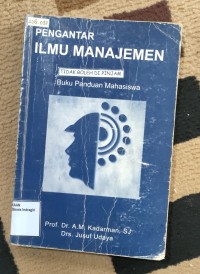 PENGANTAR
ILMU MANAJEMEN
TIDAK BOLEH DI PINJAM
Buku Panduan Mahasiswa
Prof. Dr. A.M. Kadarman, SJ
Drs. Jusuf Udaya